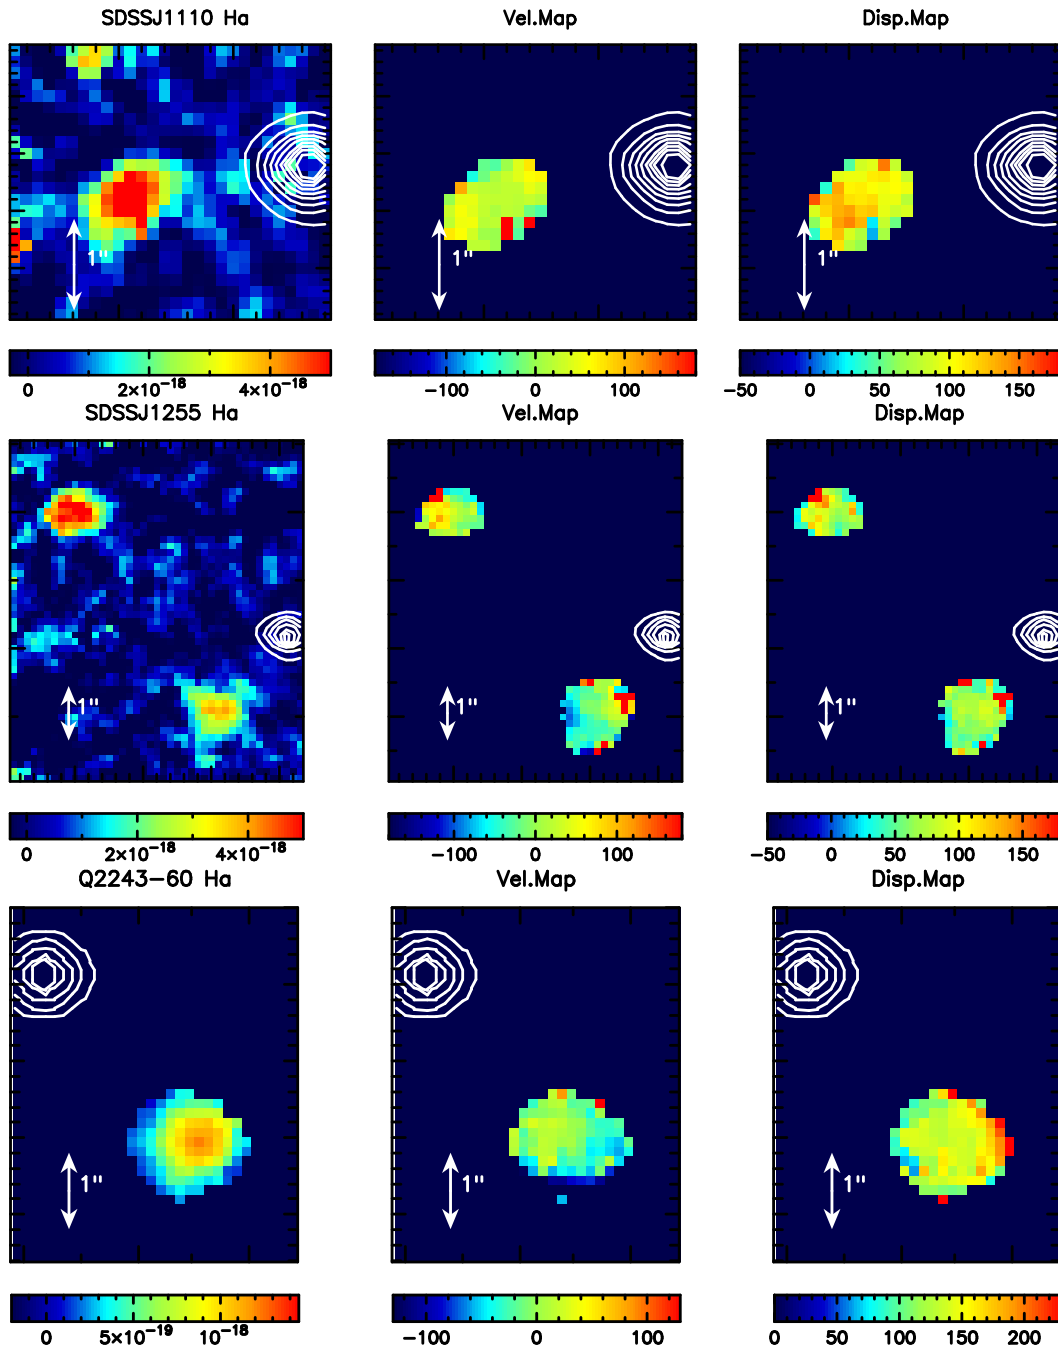 SDSSJ1110 Ha Vel.Map Disp.Map
1" 1" 1"
0 2×10⁻¹⁸ 4×10⁻¹⁸ −100 0 100 −50 0 50 100 150
SDSSJ1255 Ha Vel.Map Disp.Map
1" 1" 1"
0 2×10⁻¹⁸ 4×10⁻¹⁸ −100 0 100 −50 0 50 100 150
Q2243−60 Ha Vel.Map Disp.Map
1" 1" 1"
0 5×10⁻¹⁹ 10⁻¹⁸ −100 0 100 0 50 100 150 200